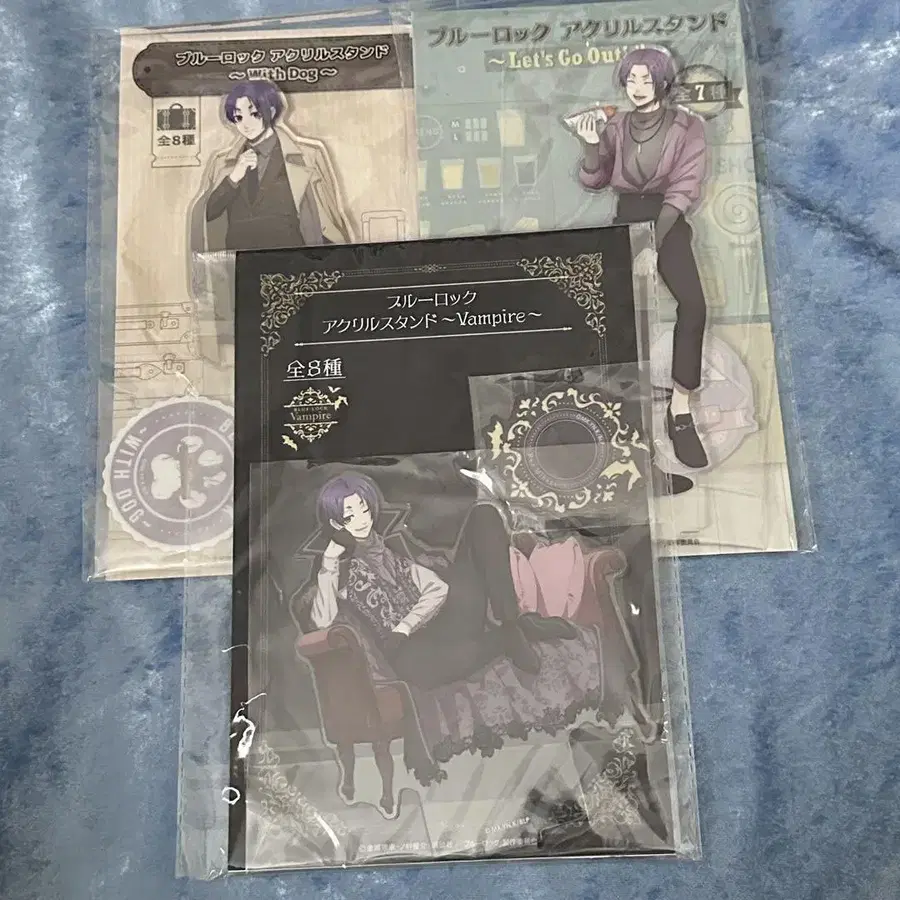 ブルーロック アクリルスタンド
～With Dog～
全8種
ブルーロック アクリルスタンド
～Let's Go Out!
全7種
M
L
ブルーロック
アクリルスタンド～Vampire～
全8種
BLUE LOCK
Vampire
WITH